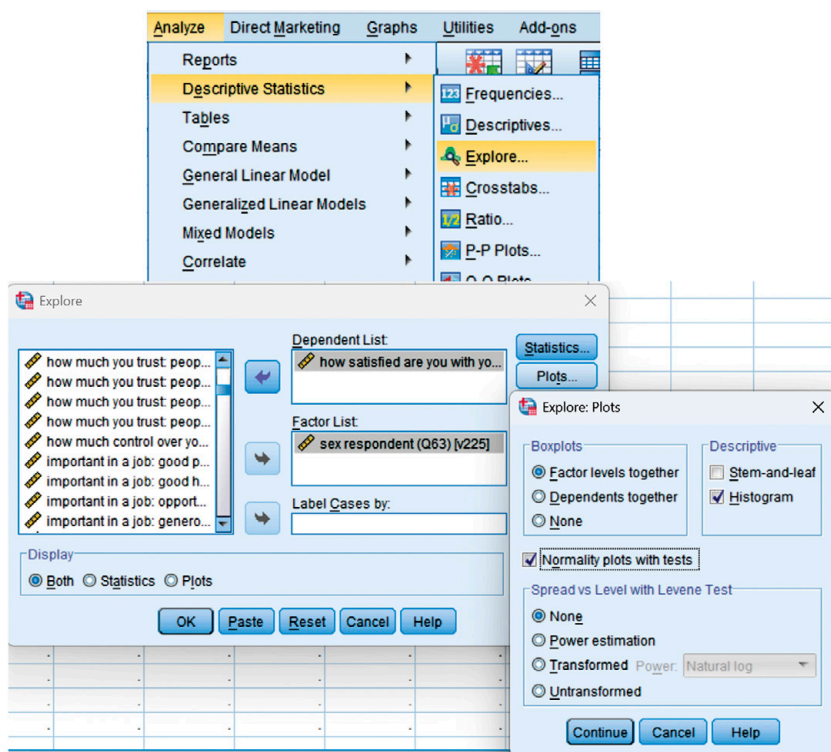 Analyze Direct Marketing Graphs Utilities Add-ons
Reports
Descriptive Statistics
Tables
Compare Means
General Linear Model
Generalized Linear Models
Mixed Models
Correlate
123 Frequencies...
Descriptives...
Explore...
Crosstabs...
1/2 Ratio...
P-P Plots...
Q-Q Plots
Explore
how much you trust: peop...
how much you trust: peop...
how much you trust: peop...
how much you trust: peop...
how much control over yo...
important in a job: good p...
important in a job: good h...
important in a job: opport...
important in a job: genero...
Dependent List:
how satisfied are you with yo...
Factor List:
sex respondent (Q63) [v225]
Label Cases by:
Statistics...
Plots...
Display
Both Statistics Plots
OK Paste Reset Cancel Help
Explore: Plots
Boxplots
Factor levels together
Dependents together
None
Descriptive
Stem-and-leaf
Histogram
Normality plots with tests
Spread vs Level with Levene Test
None
Power estimation
Transformed Power: Natural log
Untransformed
Continue Cancel Help